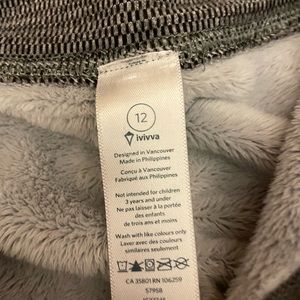 12
ivivva
Designed in Vancouver
Made in Philippines
Conçu à Vancouver
Fabriqué aux Philippines
Not intended for children
3 years and under
Ne pas laisser à la portée
des enfants
de trois ans et moins
Wash with like colours only
Laver avec des couleurs
similaires seulement
CA 35801 RN 106259
S7958